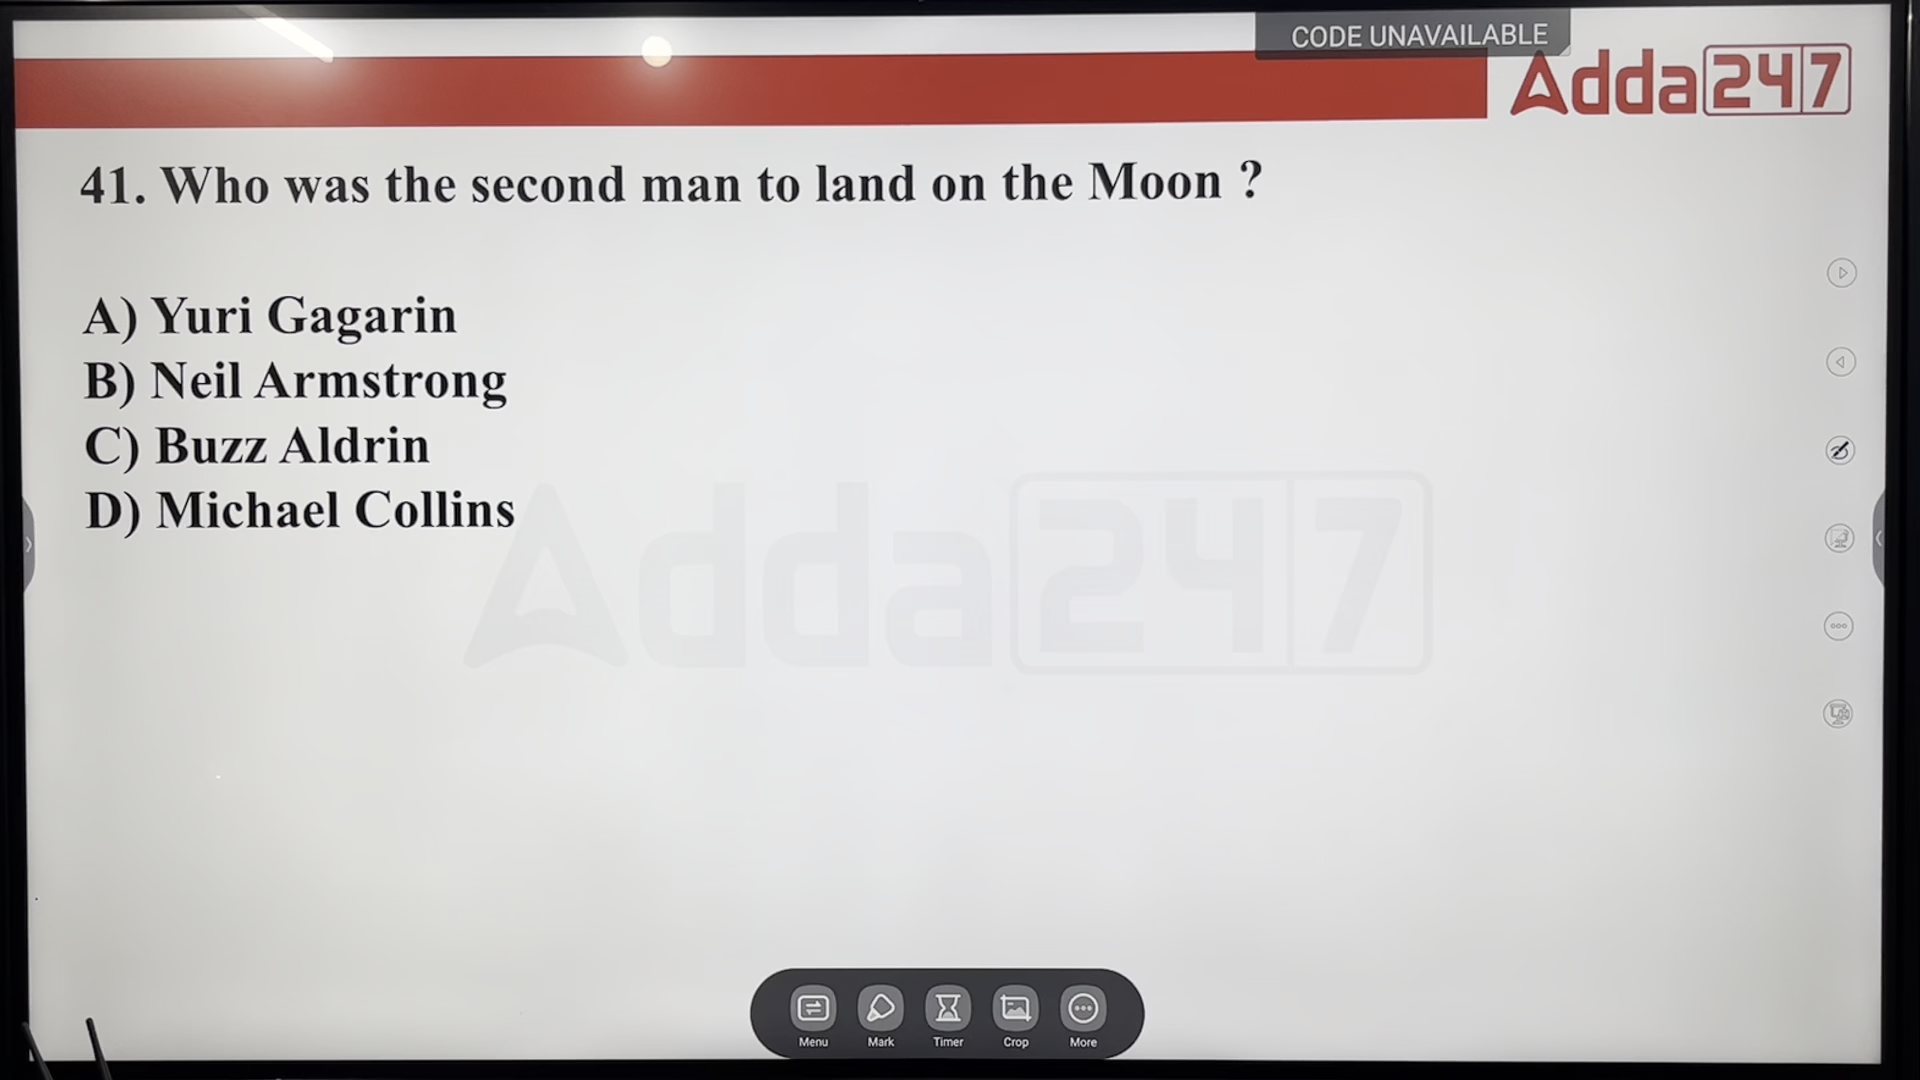 CODE UNAVAILABLE
Adda247
41. Who was the second man to land on the Moon ?
A) Yuri Gagarin
B) Neil Armstrong
C) Buzz Aldrin
D) Michael Collins
Adda247
Menu Mark Timer Crop More